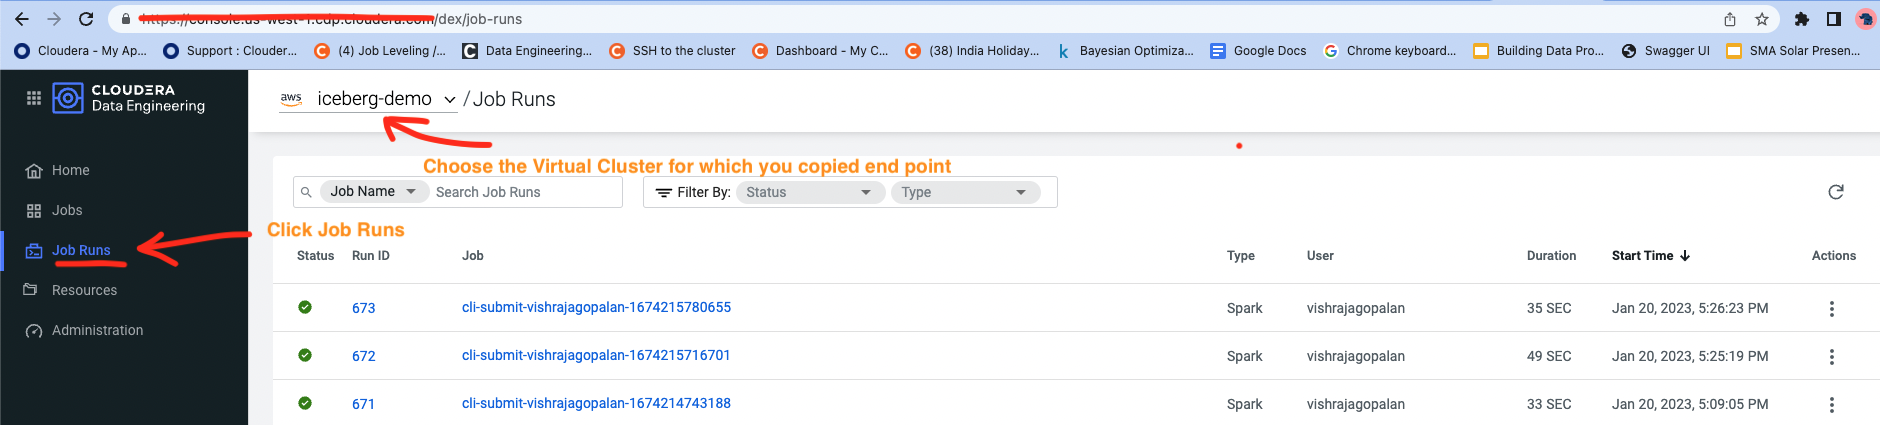 https://console.us-west-1.cdp.cloudera.com/dex/job-runs
Cloudera - My Ap... Support : Clouder... (4) Job Leveling /... Data Engineering... SSH to the cluster Dashboard - My C... (38) India Holiday... Bayesian Optimiza... Google Docs Chrome keyboard... Building Data Pro... Swagger UI SMA Solar Presen...
CLOUDERA
Data Engineering
aws iceberg-demo / Job Runs
Choose the Virtual Cluster for which you copied end point
Home
Job Name Search Job Runs Filter By: Status Type
Jobs
Click Job Runs
Job Runs
Status Run ID Job Type User Duration Start Time Actions
Resources
673 cli-submit-vishrajagopalan-1674215780655 Spark vishrajagopalan 35 SEC Jan 20, 2023, 5:26:23 PM
Administration
672 cli-submit-vishrajagopalan-1674215716701 Spark vishrajagopalan 49 SEC Jan 20, 2023, 5:25:19 PM
671 cli-submit-vishrajagopalan-1674214743188 Spark vishrajagopalan 33 SEC Jan 20, 2023, 5:09:05 PM